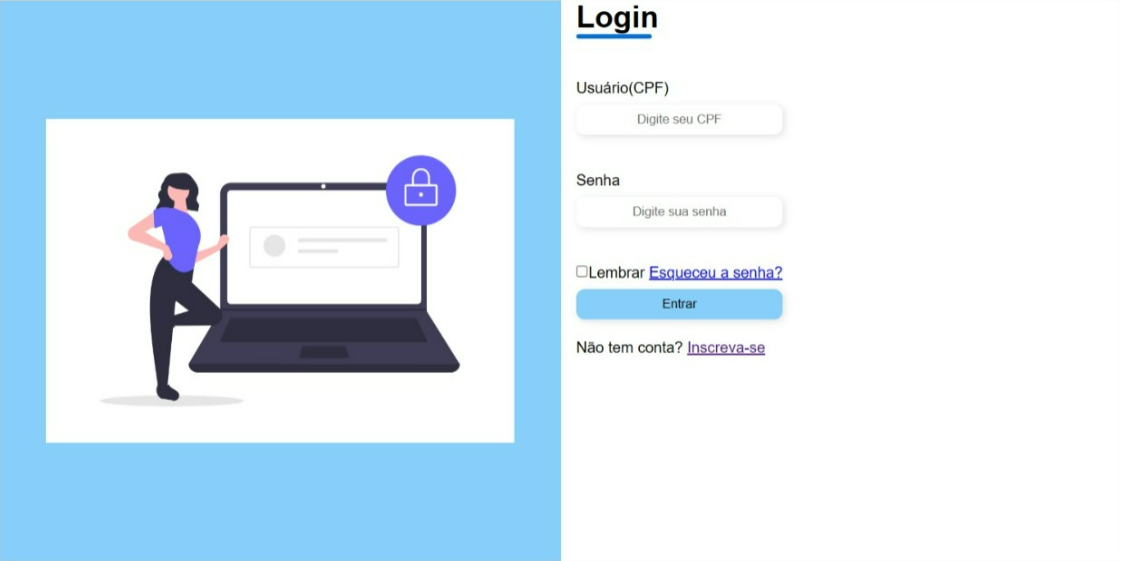 Login
Usuário(CPF)
Digite seu CPF
Senha
Digite sua senha
Lembrar Esqueceu a senha?
Entrar
Não tem conta? Inscreva-se